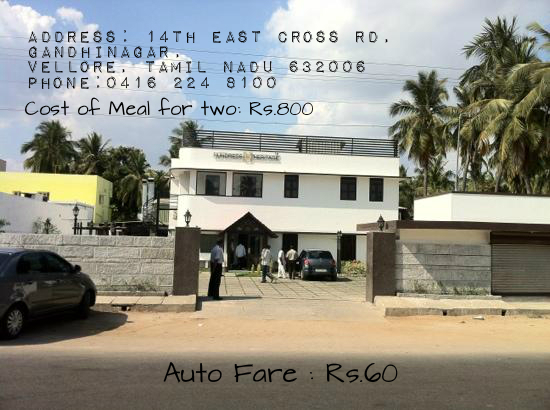 ADDRESS: 14TH EAST CROSS RD,
GANDHINAGAR,
VELLORE, TAMIL NADU 632006
PHONE:0416 224 8100
Cost of Meal for two: Rs.800
HERITAGE
Auto Fare : Rs.60